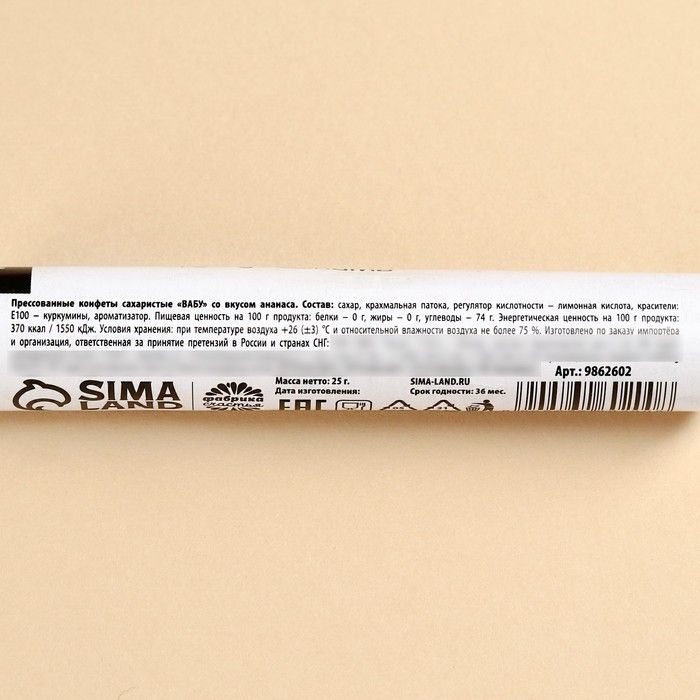 Прессованные конфеты сахаристые «ВАБУ» со вкусом ананаса. Состав: сахар, крахмальная патока, регулятор кислотности – лимонная кислота, красители:
Е100 – куркумины, ароматизатор. Пищевая ценность на 100 г продукта: белки – 0 г, жиры – 0 г, углеводы – 74 г. Энергетическая ценность на 100 г продукта:
370 ккал / 1550 кДж. Условия хранения: при температуре воздуха +26 (±3) °С и относительной влажности воздуха не более 75 %. Изготовлено по заказу импортёра
и организация, ответственная за принятие претензий в России и странах СНГ:
Арт.: 9862602
SIMA
LAND
фабрика
счастья
Масса нетто: 25 г.
Дата изготовления:
SIMA-LAND.RU
Срок годности: 36 мес.
EAC